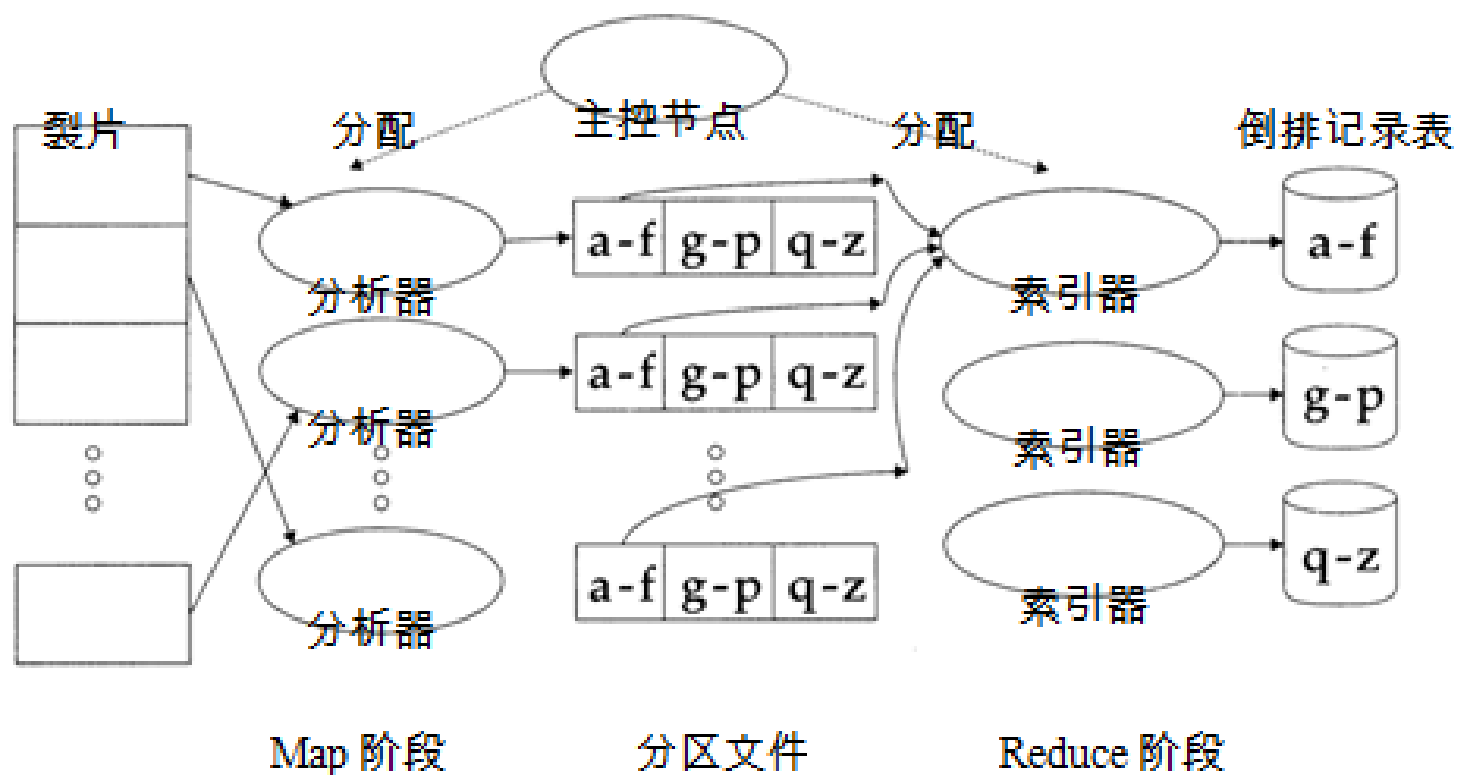 主控节点
裂片
分配
分配
倒排记录表
a-f g-p q-z
a-f
分析器
索引器
a-f g-p q-z
g-p
分析器
索引器
a-f g-p q-z
q-z
分析器
索引器
Map 阶段
分区文件
Reduce 阶段